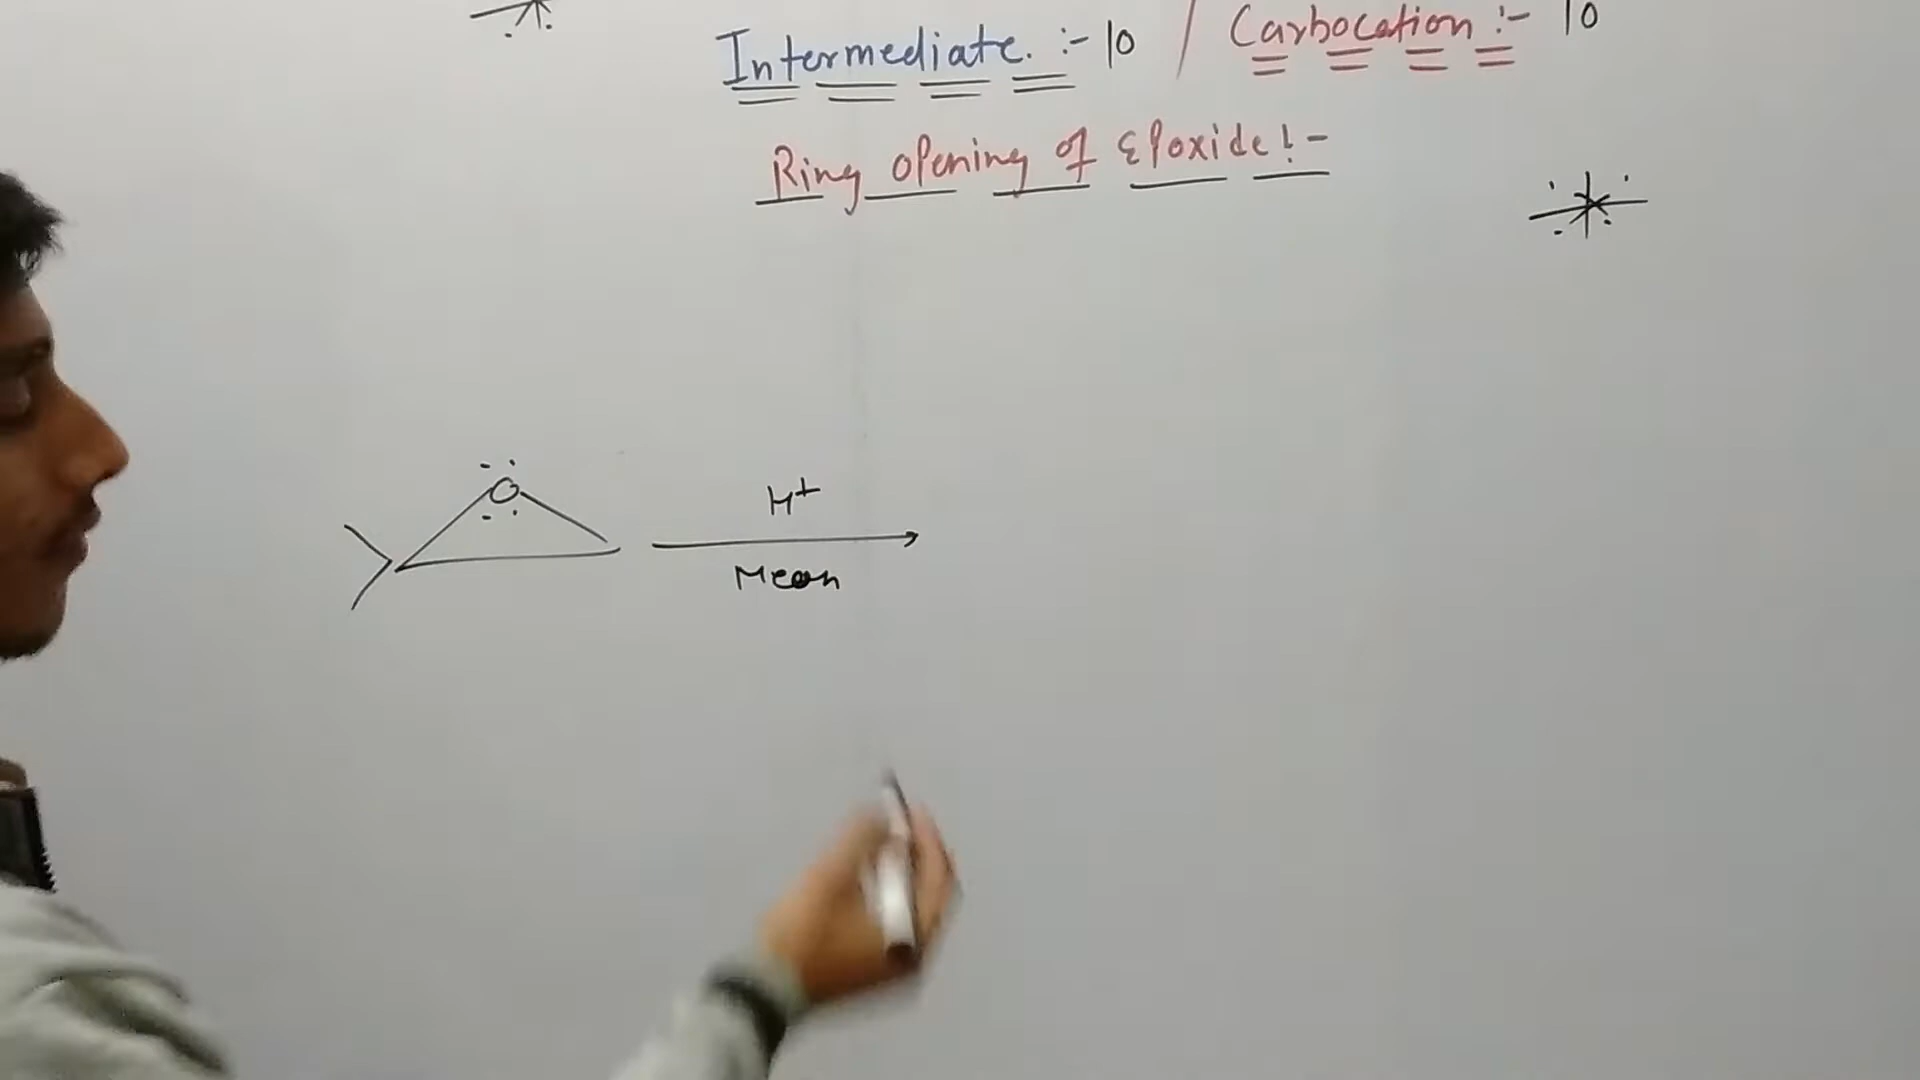 Intermediate. :- 10 / Carbocation :- 10
Ring opening of Epoxide :-
O
H+
MeOH